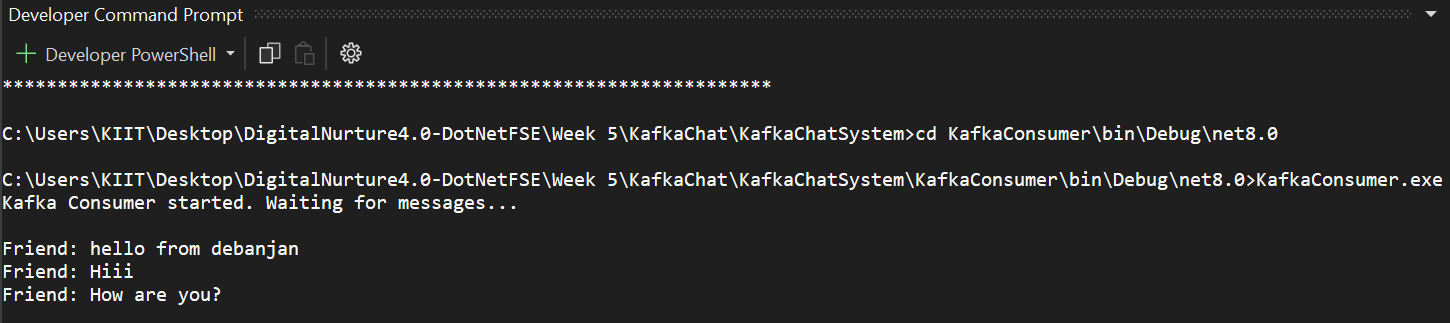 Developer Command Prompt
Developer PowerShell
**********************************************************************
C:\Users\KIIT\Desktop\DigitalNurture4.0-DotNetFSE\Week 5\KafkaChat\KafkaChatSystem>cd KafkaConsumer\bin\Debug\net8.0
C:\Users\KIIT\Desktop\DigitalNurture4.0-DotNetFSE\Week 5\KafkaChat\KafkaChatSystem\KafkaConsumer\bin\Debug\net8.0>KafkaConsumer.exe
Kafka Consumer started. Waiting for messages...
Friend: hello from debanjan
Friend: Hiii
Friend: How are you?